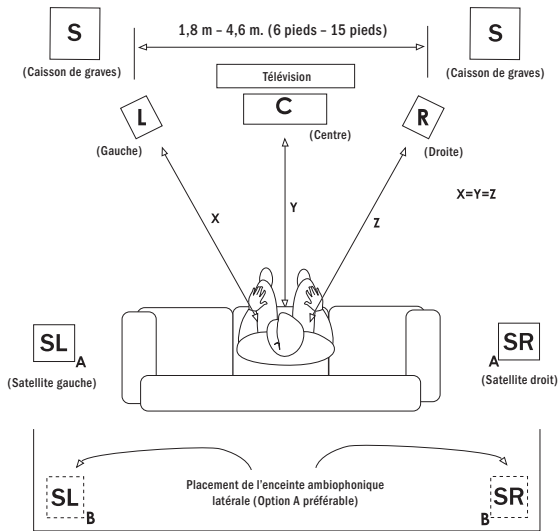 S
1,8 m – 4,6 m. (6 pieds – 15 pieds)
S
(Caisson de graves)
Télévision
(Caisson de graves)
L
C
R
(Gauche)
(Centre)
(Droite)
X
Y
Z
X=Y=Z
SL
A
(Satellite gauche)
A
SR
(Satellite droit)
SL
B
Placement de l'enceinte ambiophonique
latérale (Option A préférable)
SR
B